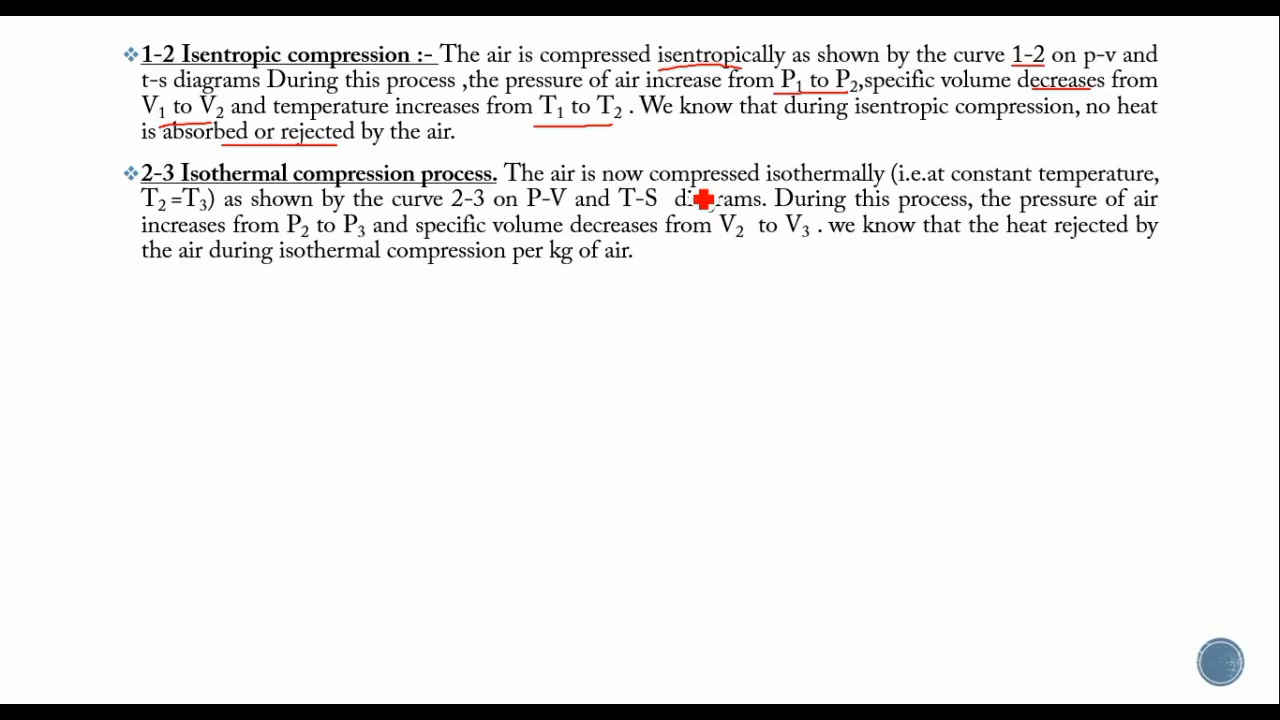 ❖1-2 Isentropic compression :- The air is compressed isentropically as shown by the curve 1-2 on p-v and
t-s diagrams During this process ,the pressure of air increase from P₁ to P₂,specific volume decreases from
V₁ to V₂ and temperature increases from T₁ to T₂ . We know that during isentropic compression, no heat
is absorbed or rejected by the air.
❖2-3 Isothermal compression process. The air is now compressed isothermally (i.e.at constant temperature,
T₂=T₃) as shown by the curve 2-3 on P-V and T-S diagrams. During this process, the pressure of air
increases from P₂ to P₃ and specific volume decreases from V₂ to V₃ . we know that the heat rejected by
the air during isothermal compression per kg of air.